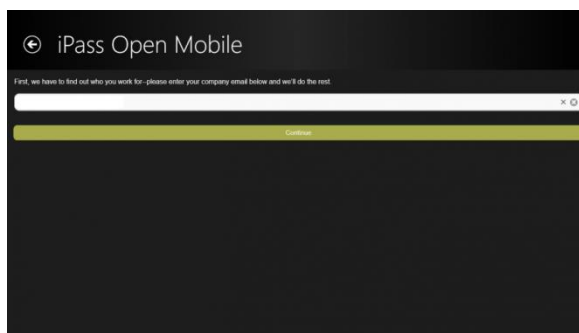 iPass Open Mobile
First, we have to find out who you work for--please enter your company email below and we'll do the rest.
Continue